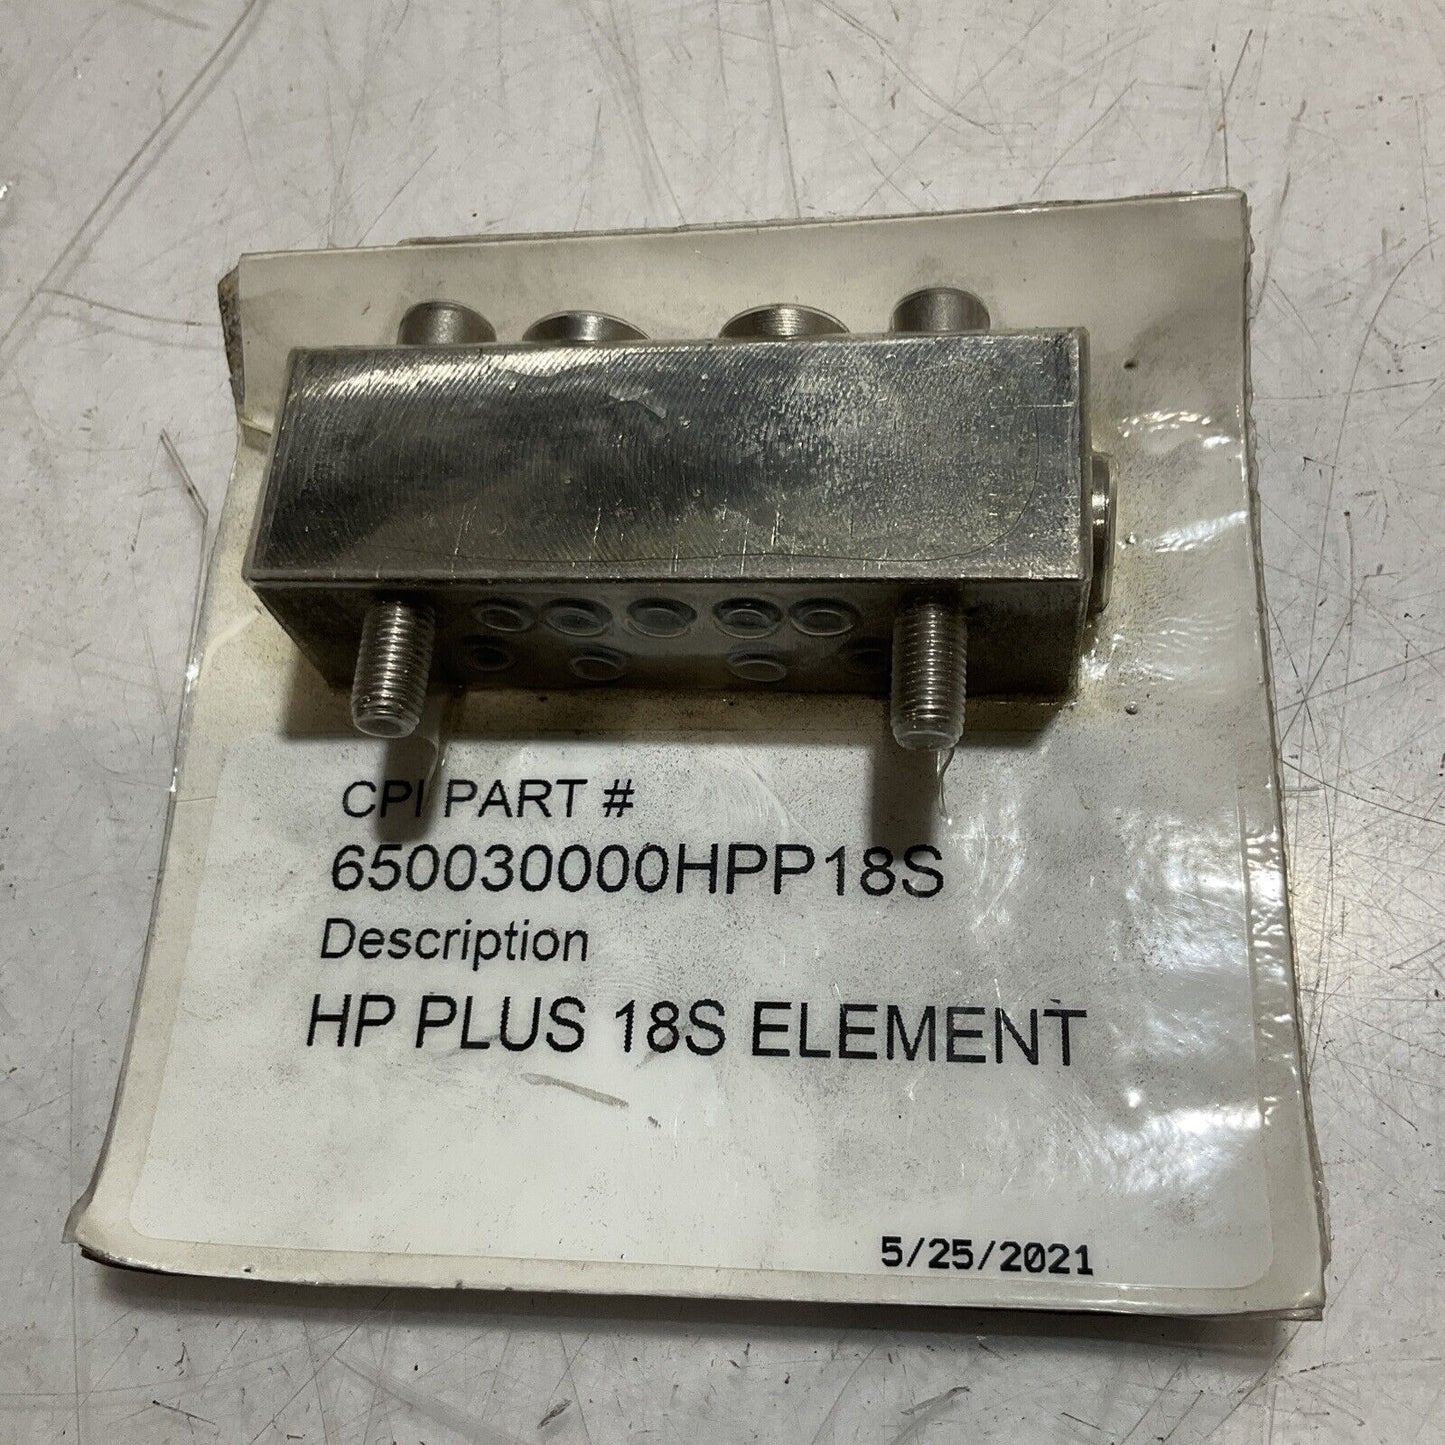 CPI PART #
650030000HPP18S
Description
HP PLUS 18S ELEMENT
5/25/2021